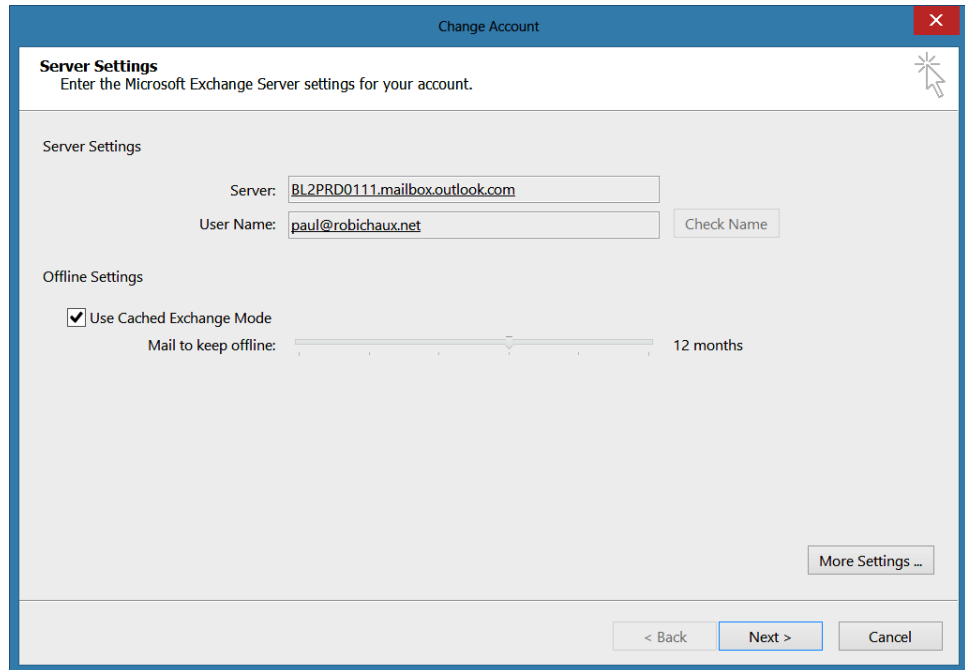 Change Account
Server Settings
Enter the Microsoft Exchange Server settings for your account.
Server Settings
Server: BL2PRD0111.mailbox.outlook.com
User Name: paul@robichaux.net Check Name
Offline Settings
Use Cached Exchange Mode
Mail to keep offline: 12 months
More Settings ...
< Back Next > Cancel